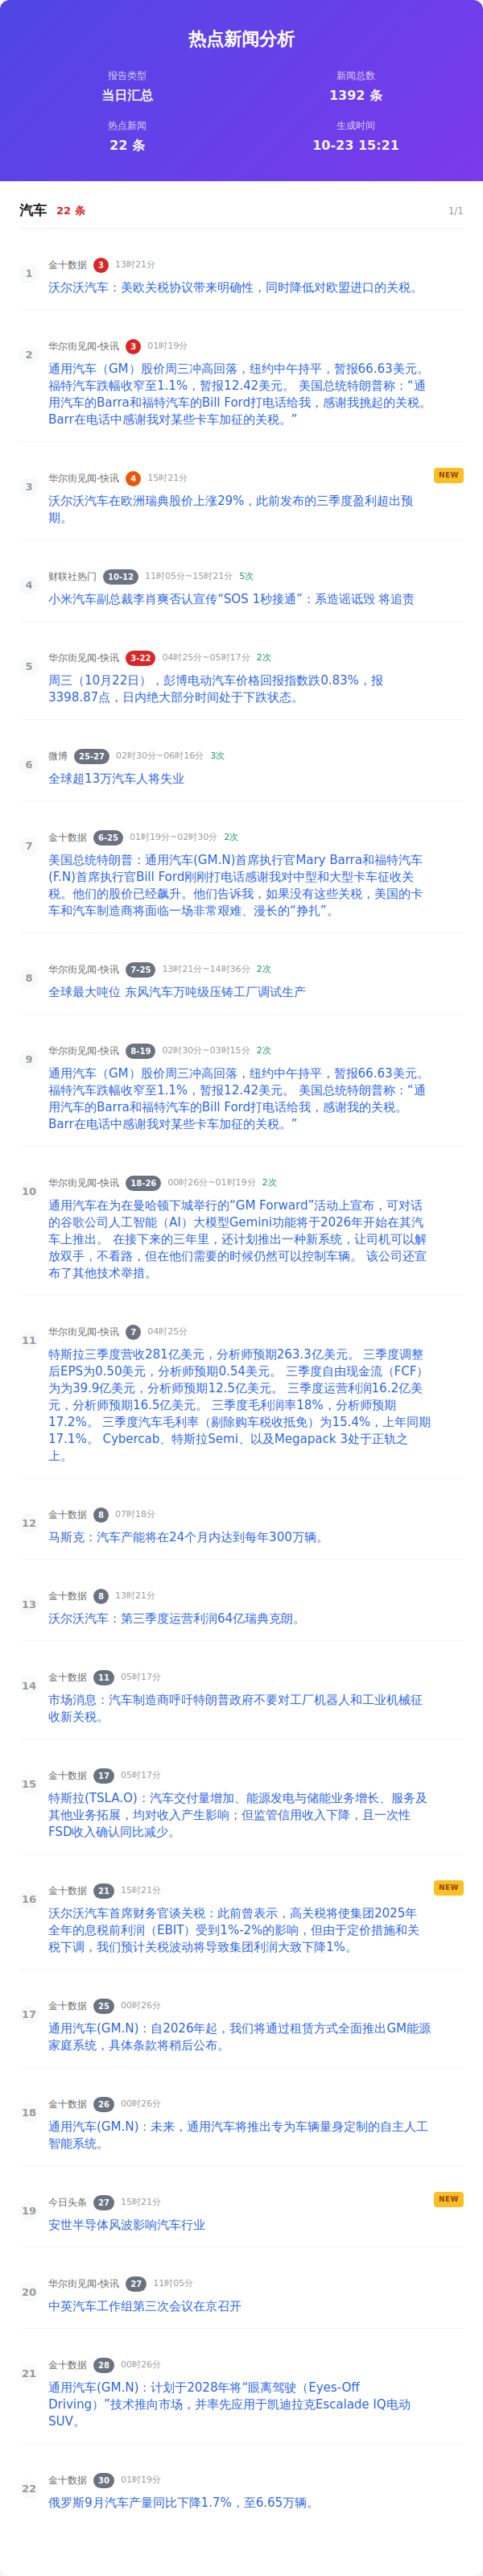 热点新闻分析
报告类型
当日汇总
新闻总数
1392 条
热点新闻
22 条
生成时间
10-23 15:21
汽车 22 条 1/1
1
金十数据 3 13时21分
沃尔沃汽车：美欧关税协议带来明确性，同时降低对欧盟进口的关税。
2
华尔街见闻-快讯 3 01时19分
通用汽车（GM）股价周三冲高回落，纽约中午持平，暂报66.63美元。
福特汽车跌幅收窄至1.1%，暂报12.42美元。 美国总统特朗普称：“通
用汽车的Barra和福特汽车的Bill Ford打电话给我，感谢我挑起的关税。
Barr在电话中感谢我对某些卡车加征的关税。”
3
华尔街见闻-快讯 4 15时21分 NEW
沃尔沃汽车在欧洲瑞典股价上涨29%，此前发布的三季度盈利超出预
期。
4
财联社热门 10-12 11时05分~15时21分 5次
小米汽车副总裁李肖爽否认宣传“SOS 1秒接通”：系造谣诋毁 将追责
5
华尔街见闻-快讯 3-22 04时25分~05时17分 2次
周三（10月22日），彭博电动汽车价格回报指数跌0.83%，报
3398.87点，日内绝大部分时间处于下跌状态。
6
微博 25-27 02时30分~06时16分 3次
全球超13万汽车人将失业
7
金十数据 6-25 01时19分~02时30分 2次
美国总统特朗普：通用汽车(GM.N)首席执行官Mary Barra和福特汽车
(F.N)首席执行官Bill Ford刚刚打电话感谢我对中型和大型卡车征收关
税。他们的股价已经飙升。他们告诉我，如果没有这些关税，美国的卡
车和汽车制造商将面临一场非常艰难、漫长的“挣扎”。
8
华尔街见闻-快讯 7-25 13时21分~14时36分 2次
全球最大吨位 东风汽车万吨级压铸工厂调试生产
9
华尔街见闻-快讯 8-19 02时30分~03时15分 2次
通用汽车（GM）股价周三冲高回落，纽约中午持平，暂报66.63美元。
福特汽车跌幅收窄至1.1%，暂报12.42美元。 美国总统特朗普称：“通
用汽车的Barra和福特汽车的Bill Ford打电话给我，感谢我的关税。
Barr在电话中感谢我对某些卡车加征的关税。”
10
华尔街见闻-快讯 18-26 00时26分~01时19分 2次
通用汽车在为在曼哈顿下城举行的“GM Forward”活动上宣布，可对话
的谷歌公司人工智能（AI）大模型Gemini功能将于2026年开始在其汽
车上推出。 在接下来的三年里，还计划推出一种新系统，让司机可以解
放双手，不看路，但在他们需要的时候仍然可以控制车辆。 该公司还宣
布了其他技术举措。
11
华尔街见闻-快讯 7 04时25分
特斯拉三季度营收281亿美元，分析师预期263.3亿美元。 三季度调整
后EPS为0.50美元，分析师预期0.54美元。 三季度自由现金流（FCF）
为为39.9亿美元，分析师预期12.5亿美元。 三季度运营利润16.2亿美
元，分析师预期16.5亿美元。 三季度毛利润率18%，分析师预期
17.2%。 三季度汽车毛利率（剔除购车税收抵免）为15.4%，上年同期
17.1%。 Cybercab、特斯拉Semi、以及Megapack 3处于正轨之
上。
12
金十数据 8 07时18分
马斯克：汽车产能将在24个月内达到每年300万辆。
13
金十数据 8 13时21分
沃尔沃汽车：第三季度运营利润64亿瑞典克朗。
14
金十数据 11 05时17分
市场消息：汽车制造商呼吁特朗普政府不要对工厂机器人和工业机械征
收新关税。
15
金十数据 17 05时17分
特斯拉(TSLA.O)：汽车交付量增加、能源发电与储能业务增长、服务及
其他业务拓展，均对收入产生影响；但监管信用收入下降，且一次性
FSD收入确认同比减少。
16
金十数据 21 15时21分 NEW
沃尔沃汽车首席财务官谈关税：此前曾表示，高关税将使集团2025年
全年的息税前利润（EBIT）受到1%-2%的影响，但由于定价措施和关
税下调，我们预计关税波动将导致集团利润大致下降1%。
17
金十数据 25 00时26分
通用汽车(GM.N)：自2026年起，我们将通过租赁方式全面推出GM能源
家庭系统，具体条款将稍后公布。
18
金十数据 26 00时26分
通用汽车(GM.N)：未来，通用汽车将推出专为车辆量身定制的自主人工
智能系统。
19
今日头条 27 15时21分 NEW
安世半导体风波影响汽车行业
20
华尔街见闻-快讯 27 11时05分
中英汽车工作组第三次会议在京召开
21
金十数据 28 00时26分
通用汽车(GM.N)：计划于2028年将“眼离驾驶（Eyes-Off
Driving）”技术推向市场，并率先应用于凯迪拉克Escalade IQ电动
SUV。
22
金十数据 30 01时19分
俄罗斯9月汽车产量同比下降1.7%，至6.65万辆。